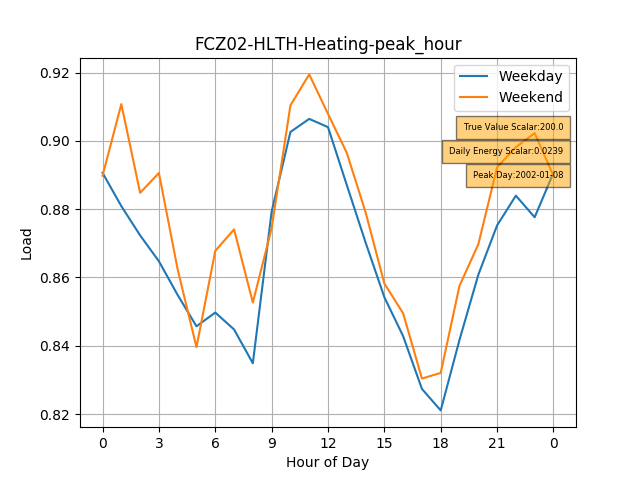 FCZ02-HLTH-Heating-peak_hour
Weekday
Weekend
True Value Scalar:200.0
Daily Energy Scalar:0.0239
Peak Day:2002-01-08
Load
0.92
0.90
0.88
0.86
0.84
0.82
0 3 6 9 12 15 18 21 0
Hour of Day